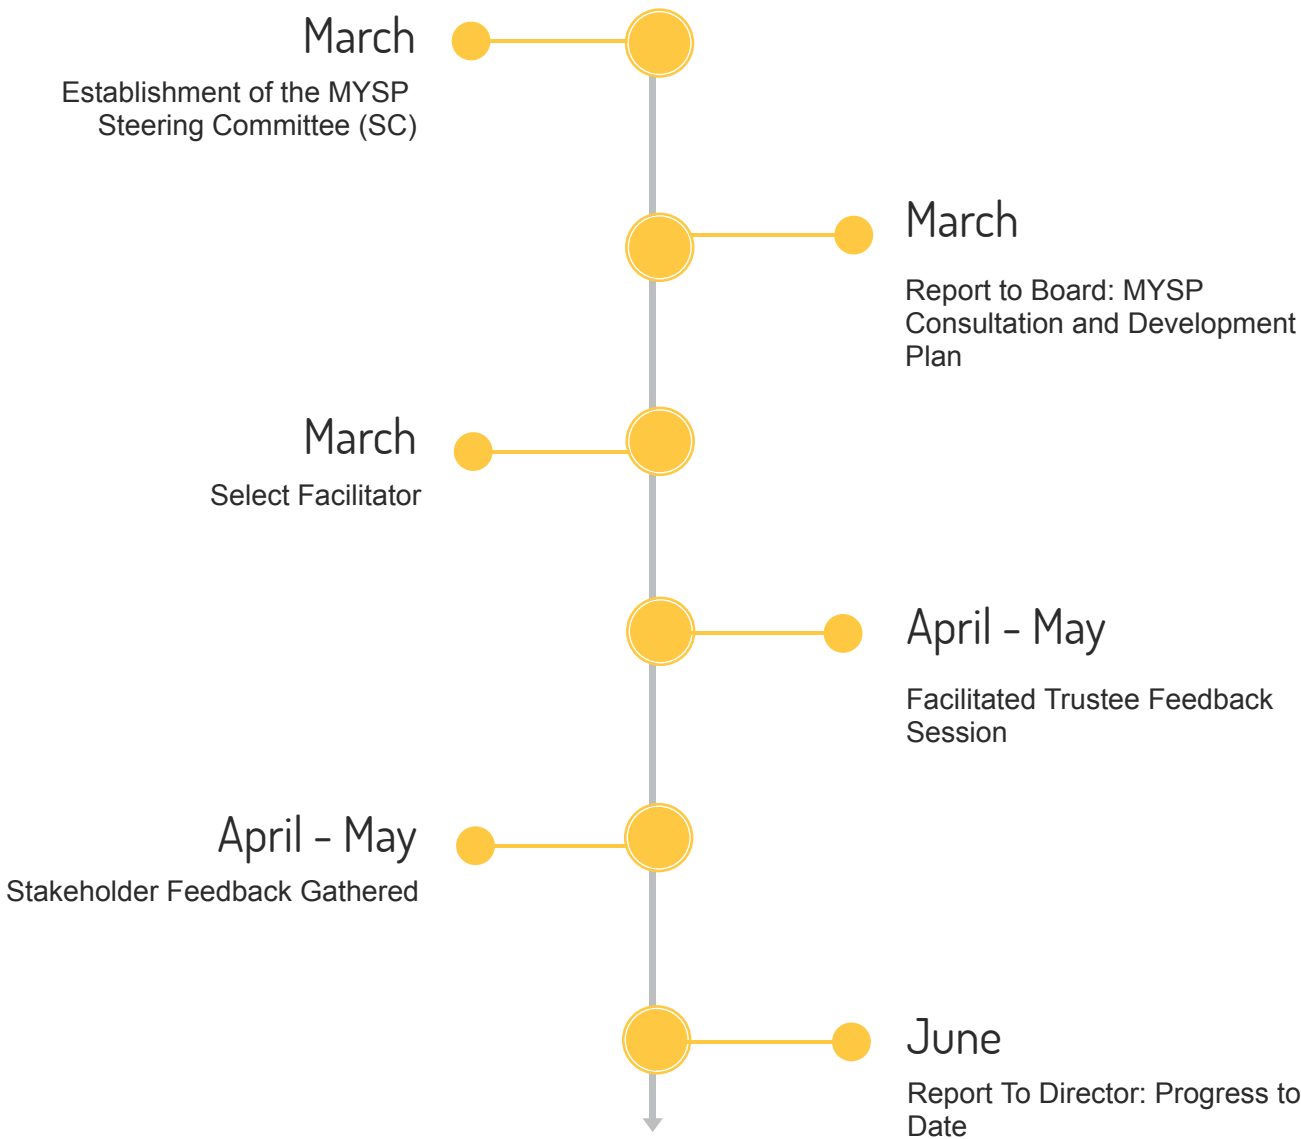 March
Establishment of the MYSP
Steering Committee (SC)
March
Report to Board: MYSP
Consultation and Development
Plan
March
Select Facilitator
April - May
Facilitated Trustee Feedback
Session
April - May
Stakeholder Feedback Gathered
June
Report To Director: Progress to
Date